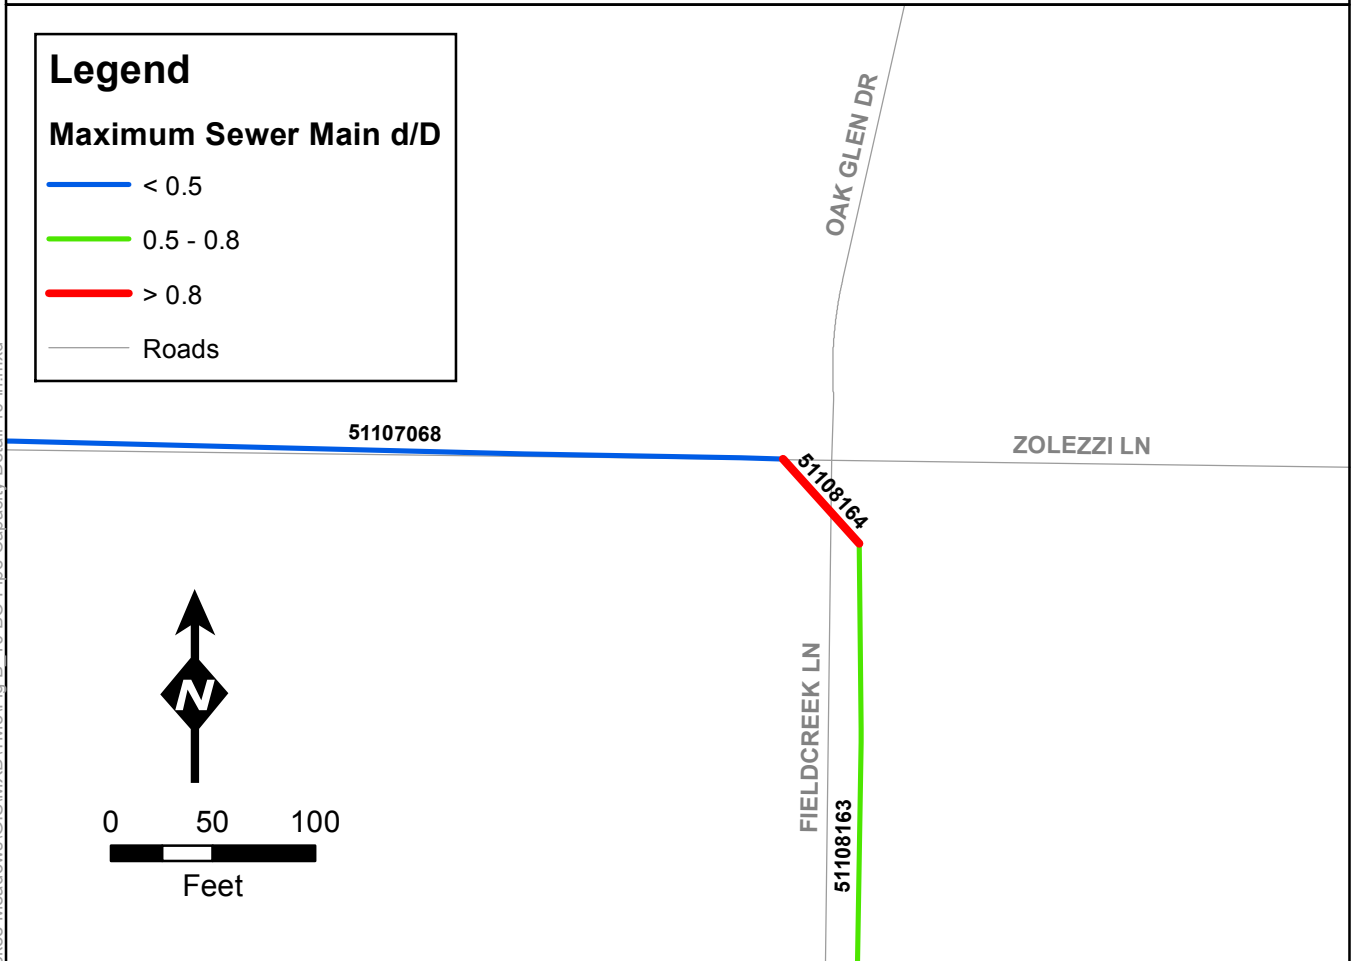 Legend
Maximum Sewer Main d/D
< 0.5
0.5 - 0.8
> 0.8
Roads
OAK GLEN DR
51107068
ZOLEZZI LN
51108164
FIELDCREEK LN
51108163
N
0 50 100
Feet